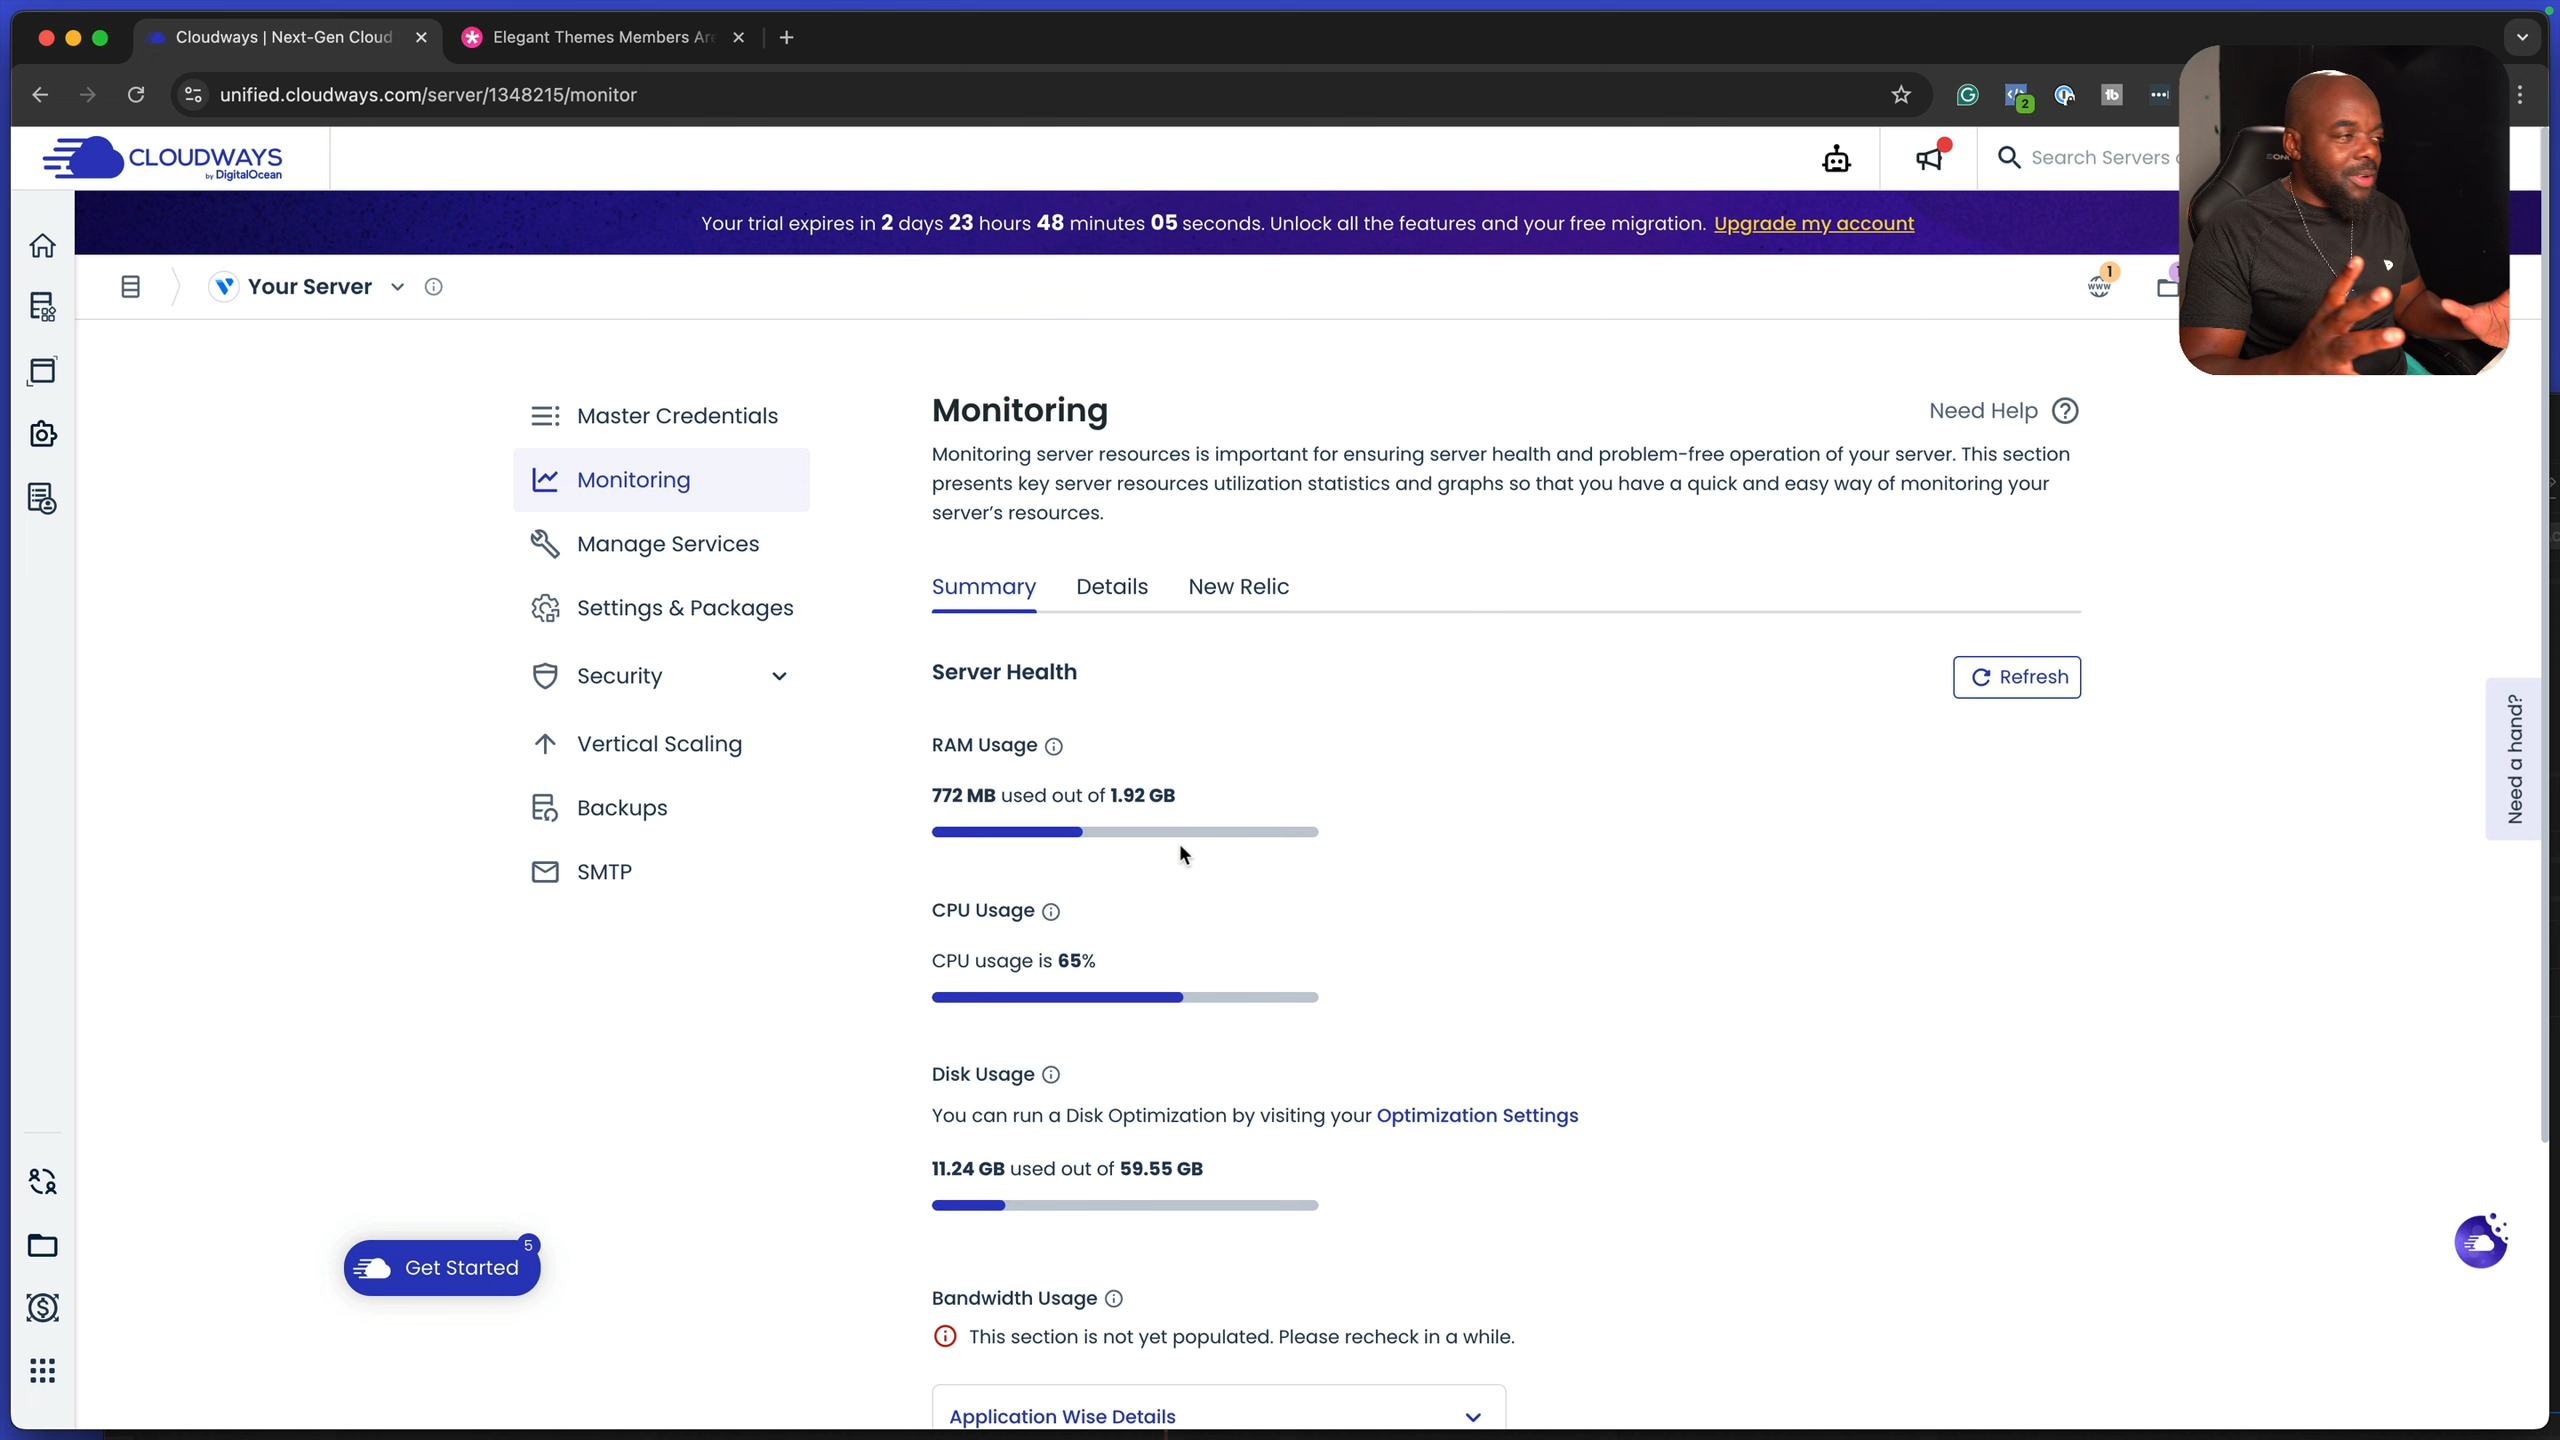 Cloudways | Next-Gen Cloud
Elegant Themes Members Are
unified.cloudways.com/server/1348215/monitor
2
CLOUDWAYS
by DigitalOcean
Search Servers
Your trial expires in 2 days 23 hours 48 minutes 05 seconds. Unlock all the features and your free migration. Upgrade my account
Your Server
www
1
Master Credentials
Monitoring
Manage Services
Settings & Packages
Security
Vertical Scaling
Backups
SMTP
Monitoring
Need Help
Monitoring server resources is important for ensuring server health and problem-free operation of your server. This section
presents key server resources utilization statistics and graphs so that you have a quick and easy way of monitoring your
server's resources.
Summary
Details
New Relic
Server Health
Refresh
RAM Usage
772 MB used out of 1.92 GB
CPU Usage
CPU usage is 65%
Disk Usage
You can run a Disk Optimization by visiting your Optimization Settings
11.24 GB used out of 59.55 GB
Bandwidth Usage
This section is not yet populated. Please recheck in a while.
Application Wise Details
Get Started
5
Need a hand?